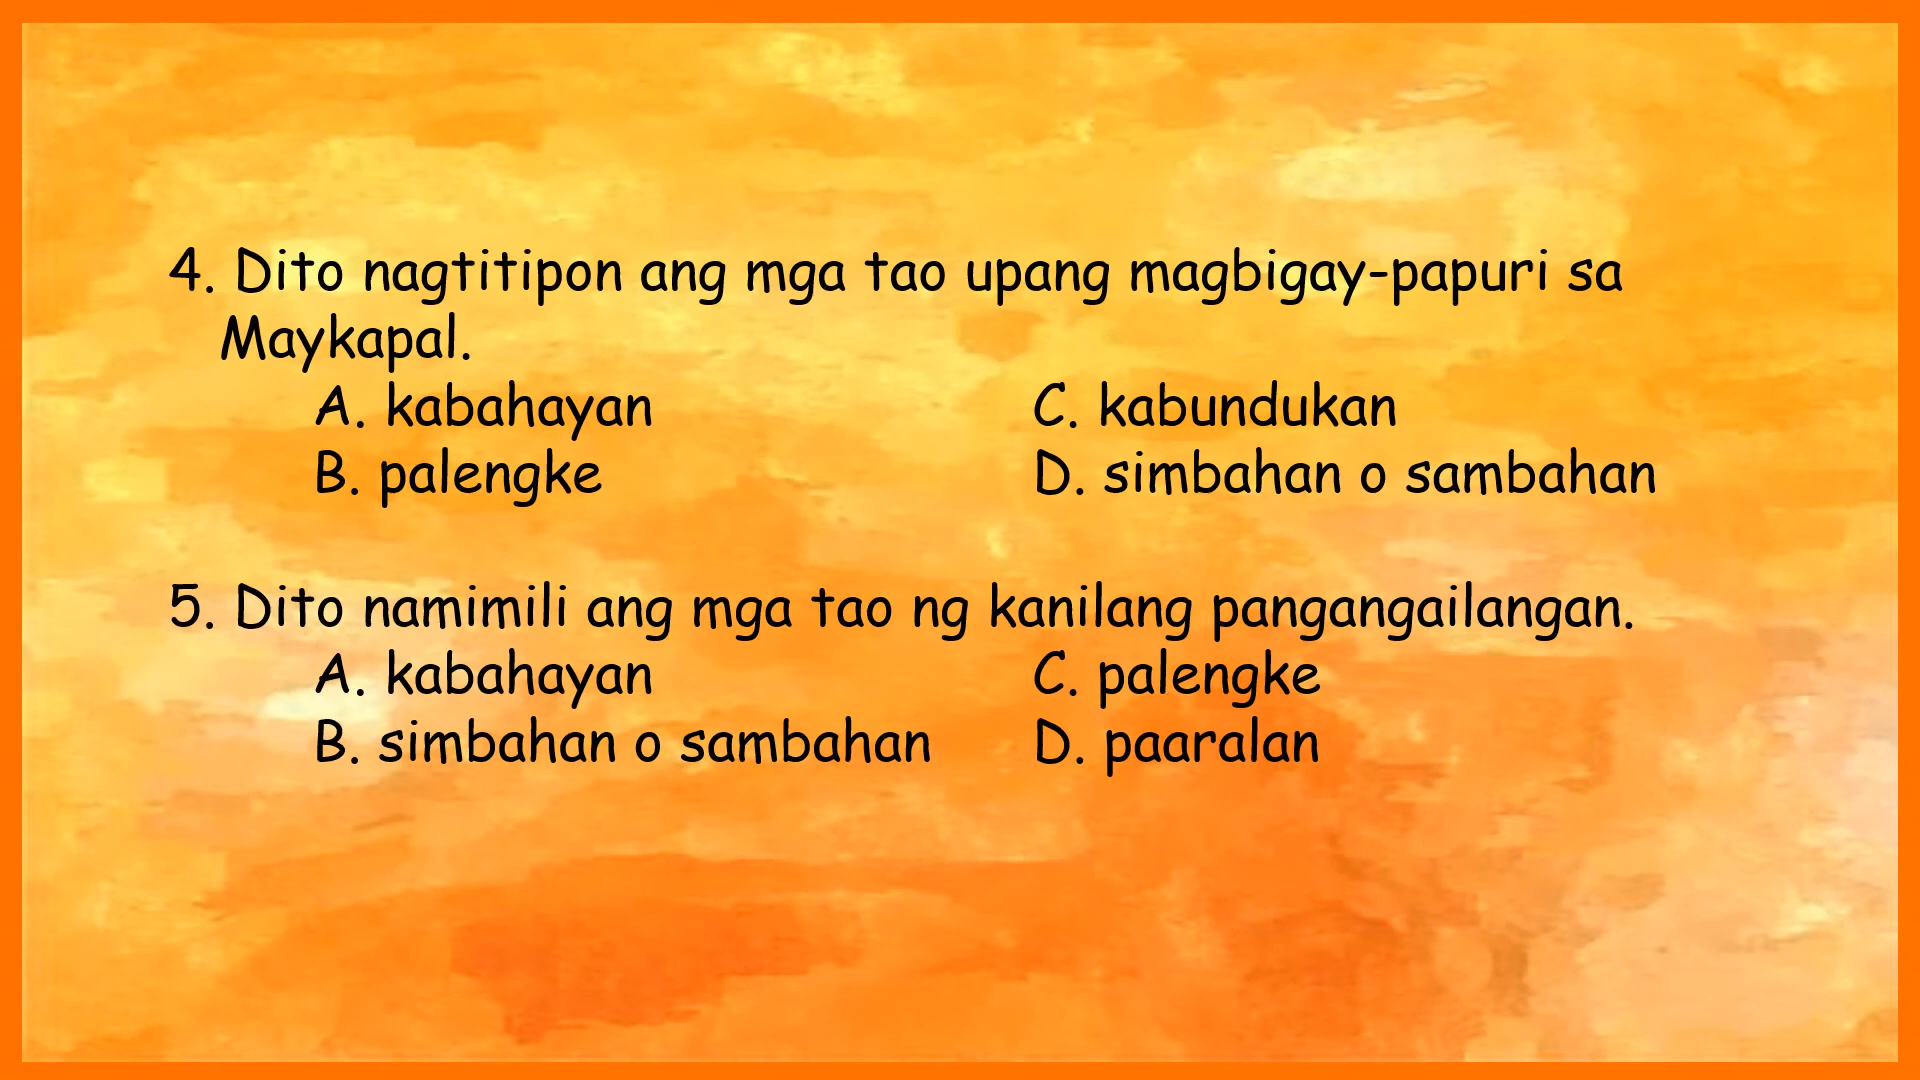 4. Dito nagtitipon ang mga tao upang magbigay-papuri sa
Maykapal.
A. kabahayan C. kabundukan
B. palengke D. simbahan o sambahan
5. Dito namimili ang mga tao ng kanilang pangangailangan.
A. kabahayan C. palengke
B. simbahan o sambahan D. paaralan